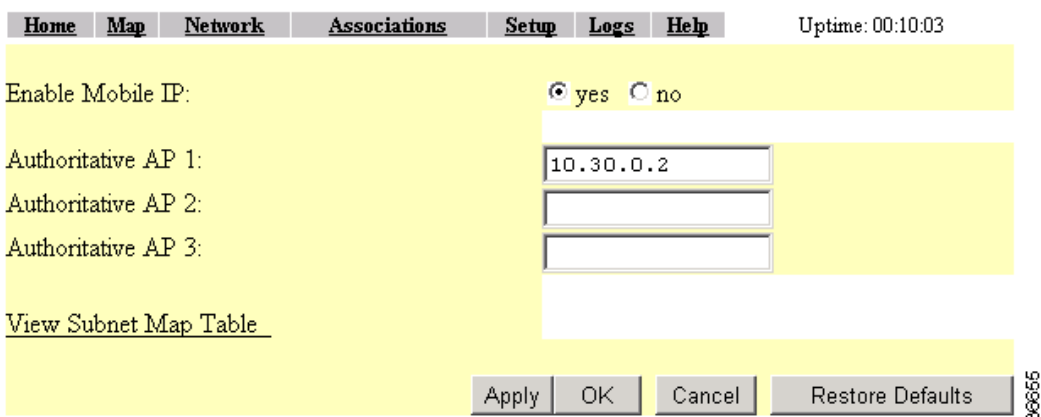 Home Map Network Associations Setup Logs Help Uptime: 00:10:03
Enable Mobile IP: yes no
Authoritative AP 1: 10.30.0.2
Authoritative AP 2:
Authoritative AP 3:
View Subnet Map Table
Apply OK Cancel Restore Defaults